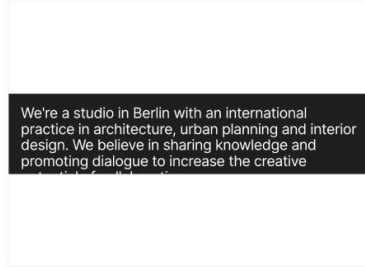 We're a studio in Berlin with an international
practice in architecture, urban planning and interior
design. We believe in sharing knowledge and
promoting dialogue to increase the creative